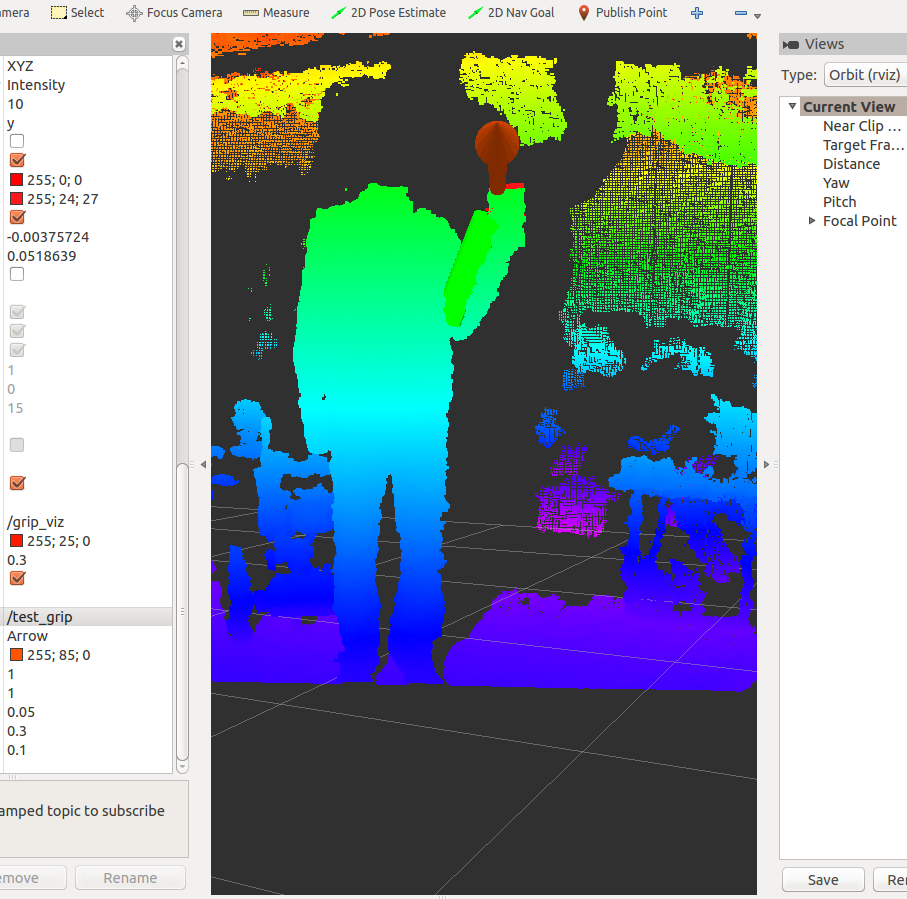 amera Select Focus Camera Measure 2D Pose Estimate 2D Nav Goal Publish Point
XYZ
Intensity
10
y
255; 0; 0
255; 24; 27
-0.00375724
0.0518639
1
0
15
/grip_viz
255; 25; 0
0.3
/test_grip
Arrow
255; 85; 0
1
1
0.05
0.3
0.1
amped topic to subscribe
emove Rename
Views
Type: Orbit (rviz)
Current View
Near Clip ...
Target Fra...
Distance
Yaw
Pitch
Focal Point
Save Rer